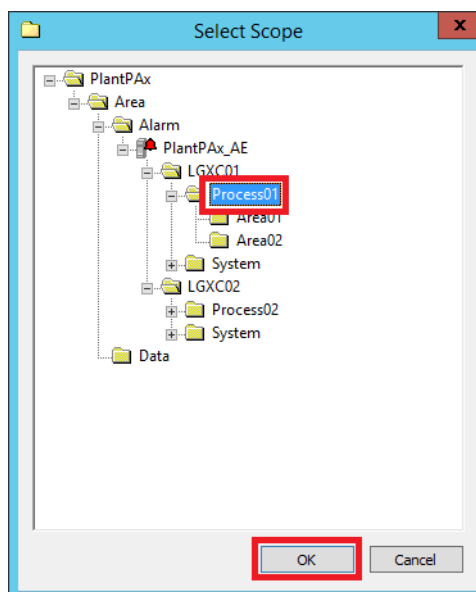 Select Scope
x
PlantPAx
Area
Alarm
PlantPAx_AE
LGXC01
Process01
Area01
Area02
System
LGXC02
Process02
System
Data
OK
Cancel